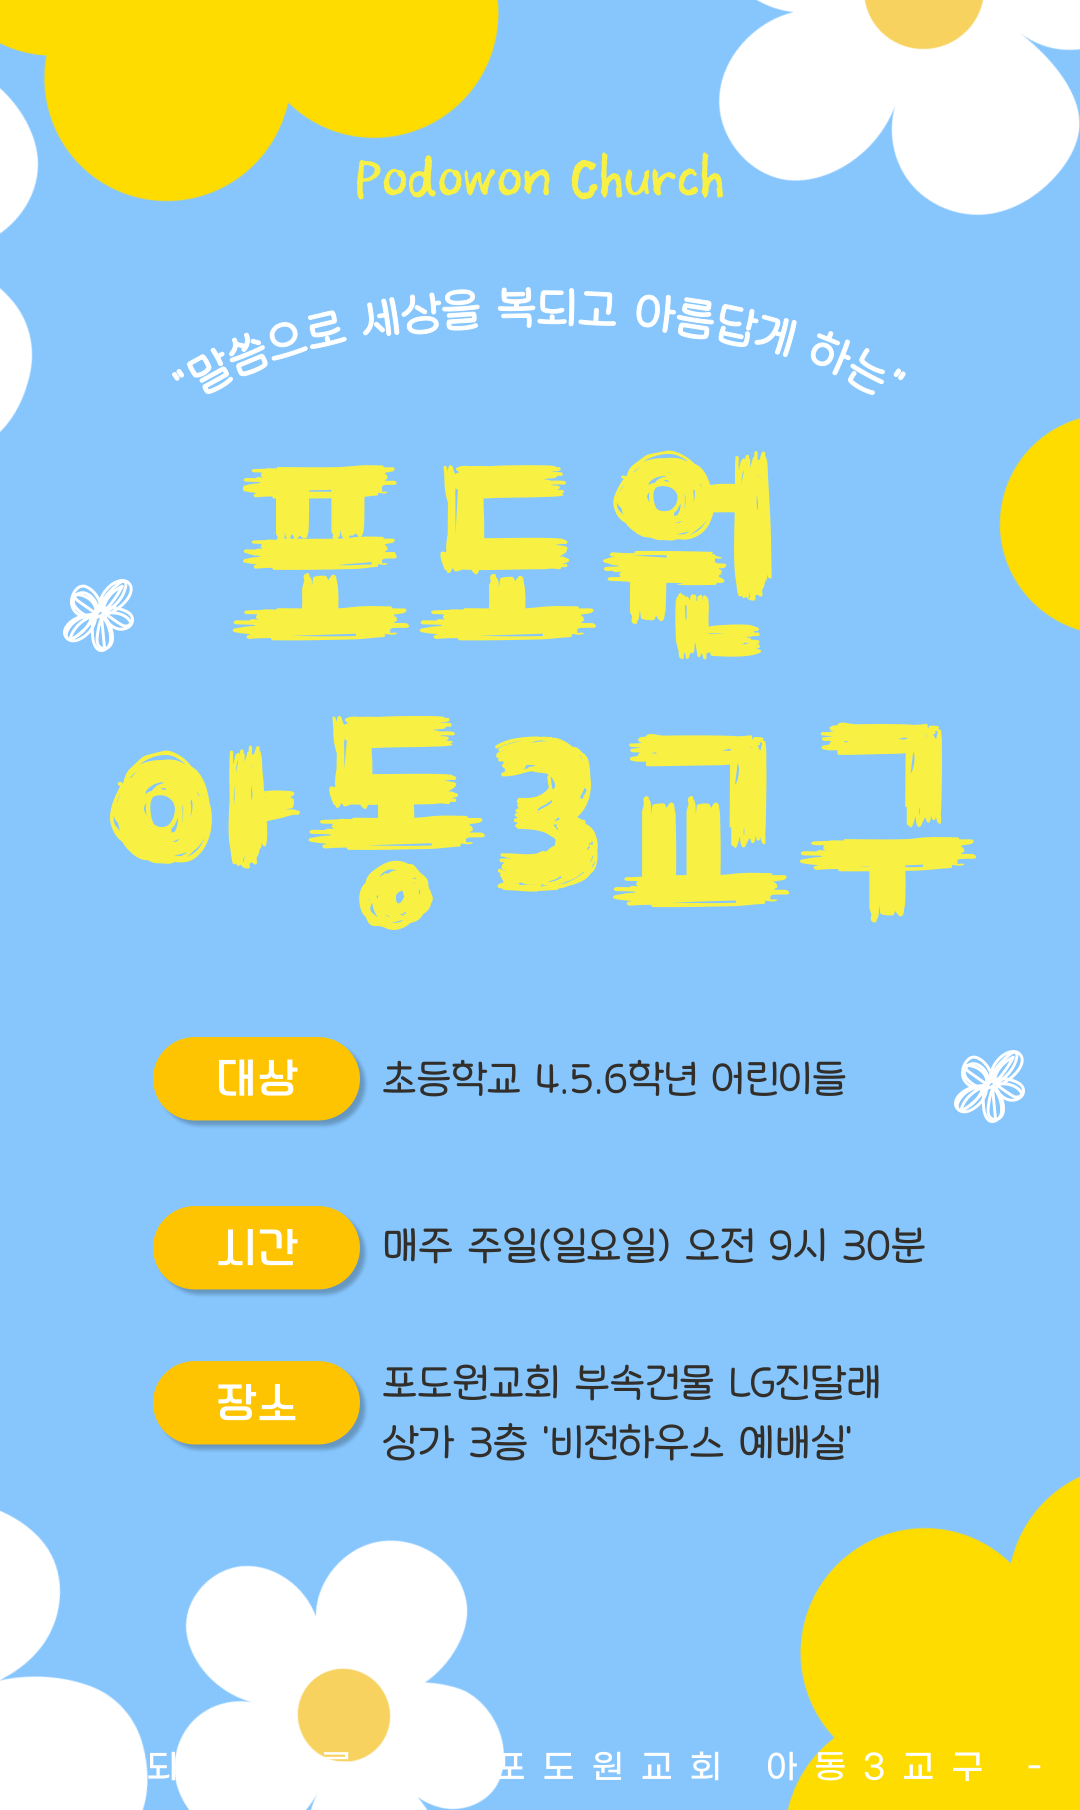 Podowon Church
"말씀으로 세상을 복되고 아름답게 하는"
포도원
아동3교구
대상
초등학교 4.5.6학년 어린이들
시간
매주 주일(일요일) 오전 9시 30분
장소
포도원교회 부속건물 LG진달래
상가 3층 '비전하우스 예배실'
포도원교회 아동3교구 -